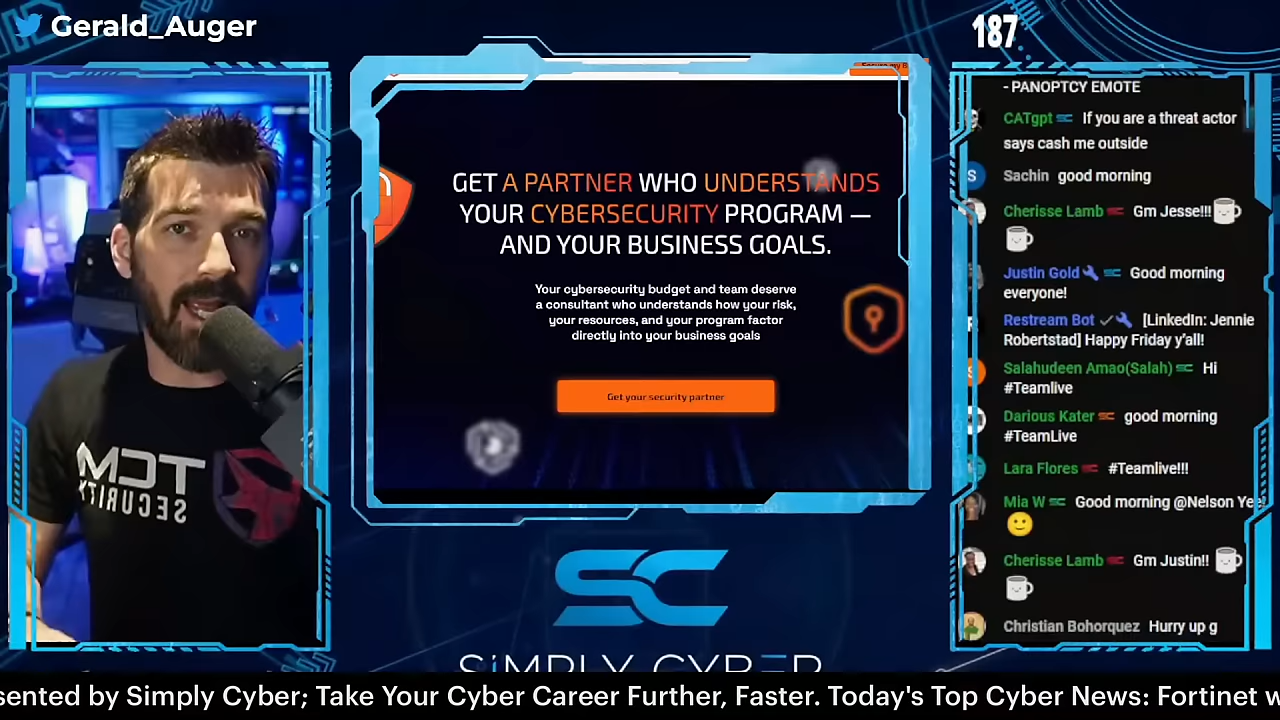 Gerald_Auger
187
GET A PARTNER WHO UNDERSTANDS
YOUR CYBERSECURITY PROGRAM —
AND YOUR BUSINESS GOALS.
Your cybersecurity budget and team deserve
a consultant who understands how your risk,
your resources, and your program factor
directly into your business goals
Get your security partner
TCM
SECURITY
SC
SIMPLY CYBER
- PANOPTCY EMOTE
CATgpt If you are a threat actor
says cash me outside
Sachin good morning
Cherisse Lamb Gm Jesse!!!
Justin Gold Good morning
everyone!
Restream Bot [LinkedIn: Jennie
Robertstad] Happy Friday y'all!
Salahudeen Amao(Salah) Hi
#Teamlive
Darious Kater good morning
#TeamLive
Lara Flores #Teamlive!!!
Mia W Good morning @Nelson Yee
Cherisse Lamb Gm Justin!!
Christian Bohorquez Hurry up g
sented by Simply Cyber; Take Your Cyber Career Further, Faster. Today's Top Cyber News: Fortinet w